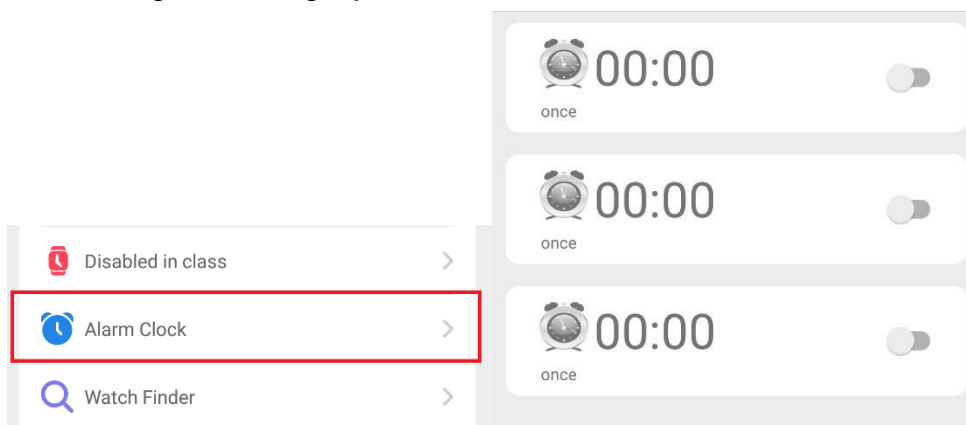 Disabled in class
Alarm Clock
Watch Finder
00:00
once
00:00
once
00:00
once